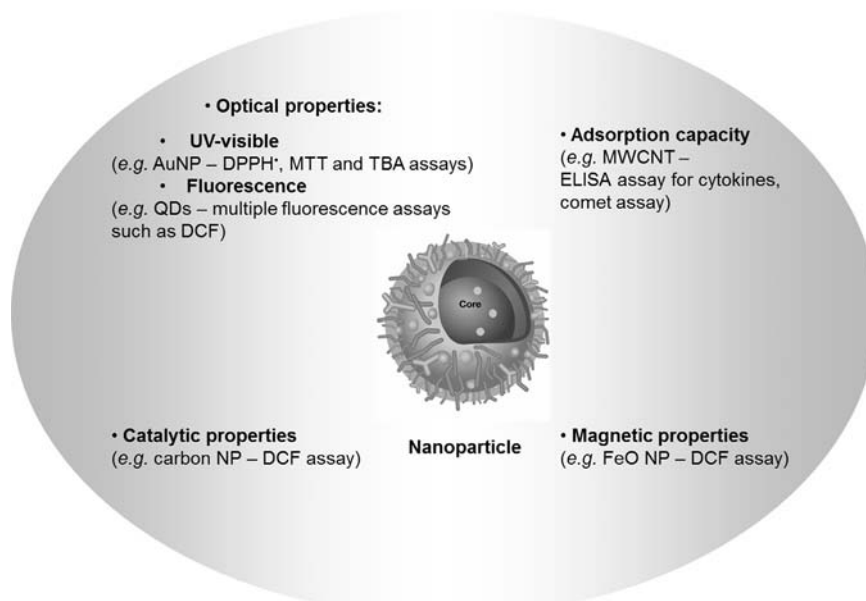 • Optical properties:
• UV-visible
(e.g. AuNP – DPPH•, MTT and TBA assays)
• Fluorescence
(e.g. QDs – multiple fluorescence assays
such as DCF)
• Adsorption capacity
(e.g. MWCNT –
ELISA assay for cytokines,
comet assay)
Core
• Catalytic properties
(e.g. carbon NP – DCF assay)
Nanoparticle
• Magnetic properties
(e.g. FeO NP – DCF assay)